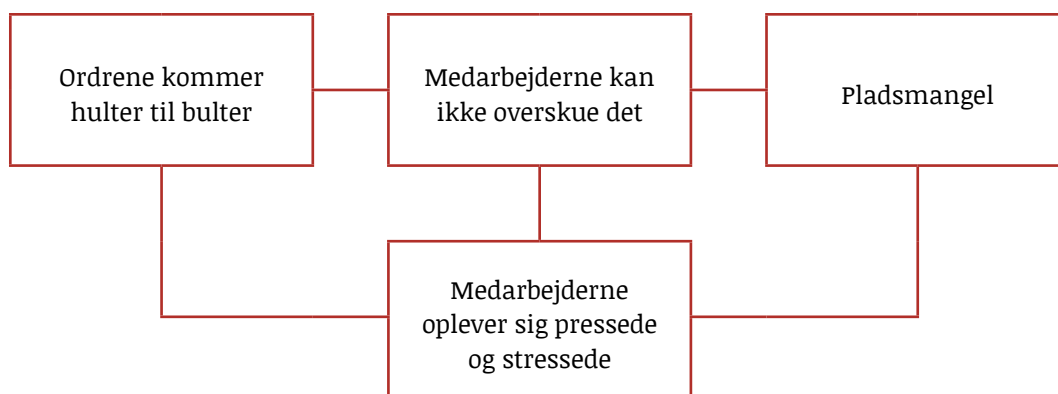 Ordrene kommer
hulter til bulter
Medarbejderne kan
ikke overskue det
Pladsmangel
Medarbejderne
oplever sig pressede
og stressede